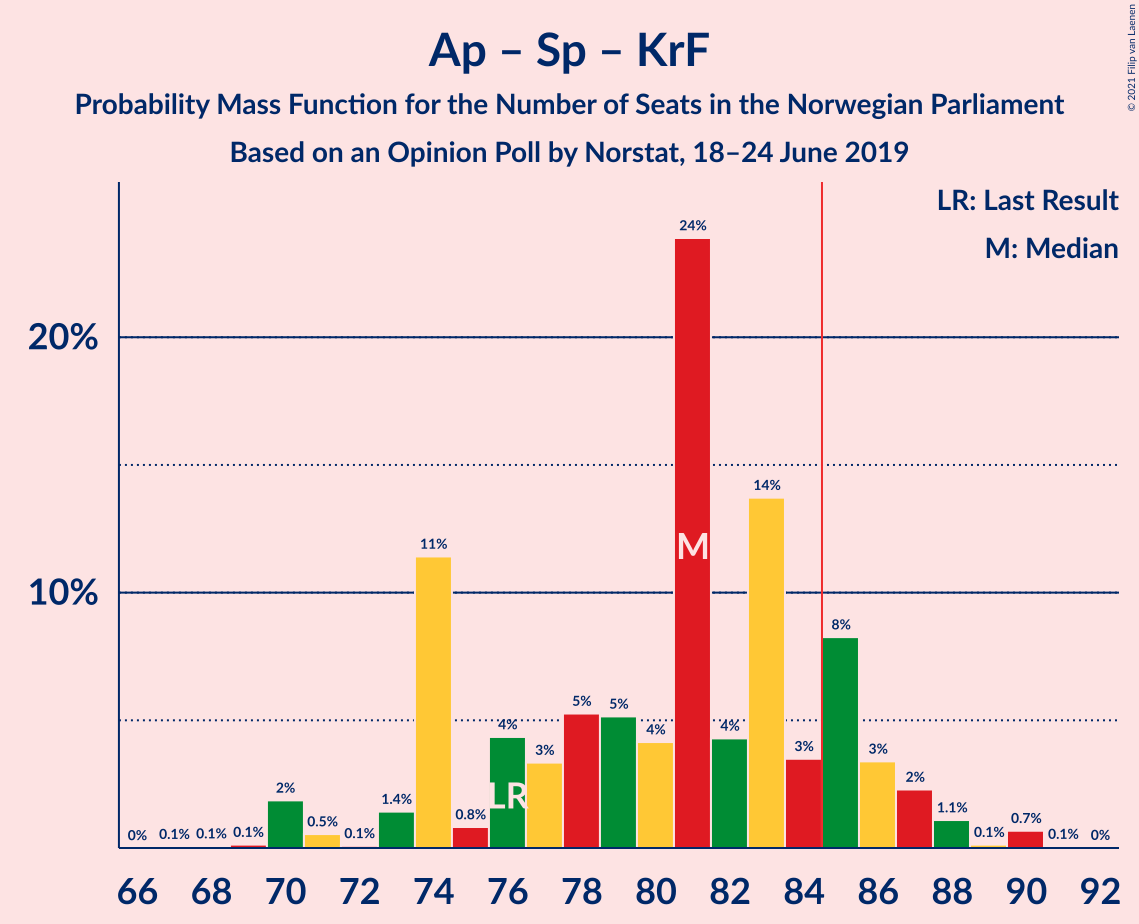 Ap – Sp – KrF
Probability Mass Function for the Number of Seats in the Norwegian Parliament
Based on an Opinion Poll by Norstat, 18–24 June 2019
© 2021 Filip van Laenen
LR: Last Result
M: Median
20%
10%
0% 0.1% 0.1% 0.1% 2% 0.5% 0.1% 1.4% 11% 0.8% 4% 3% 5% 5% 4% 24% 4% 14% 3% 8% 3% 2% 1.1% 0.1% 0.7% 0.1% 0%
M
LR
66 68 70 72 74 76 78 80 82 84 86 88 90 92